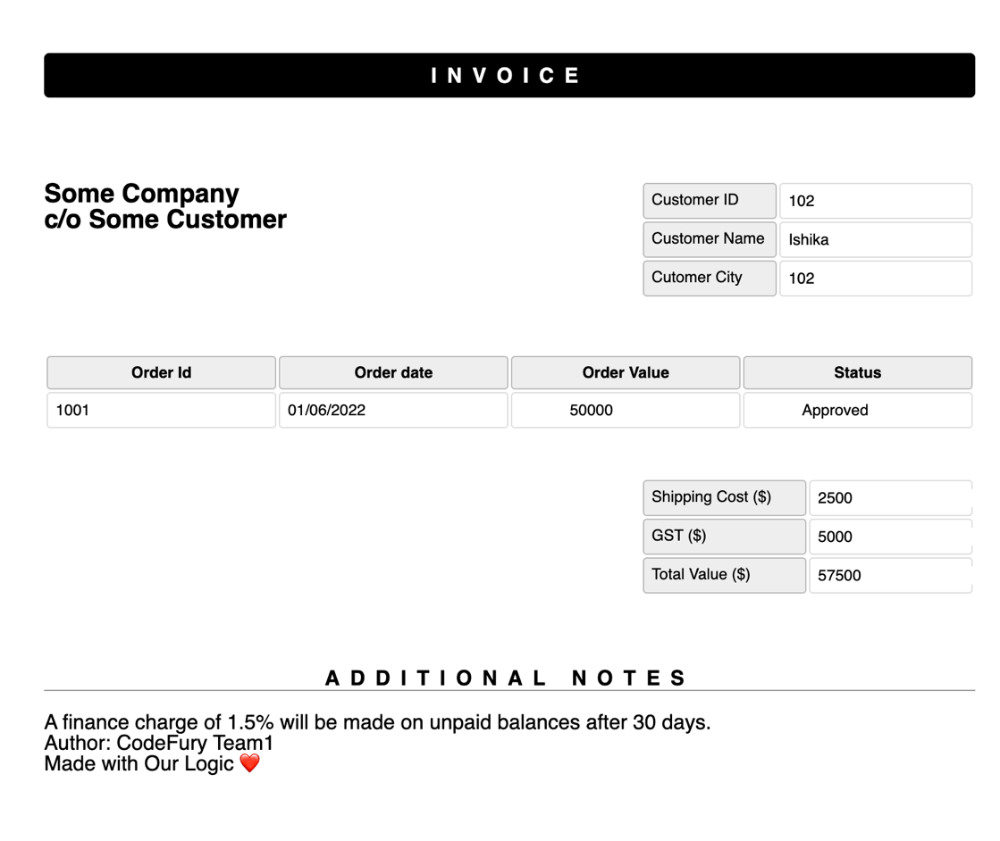 INVOICE
Some Company
c/o Some Customer
Customer ID 102
Customer Name Ishika
Cutomer City 102
Order Id Order date Order Value Status
1001 01/06/2022 50000 Approved
Shipping Cost ($) 2500
GST ($) 5000
Total Value ($) 57500
ADDITIONAL NOTES
A finance charge of 1.5% will be made on unpaid balances after 30 days.
Author: CodeFury Team1
Made with Our Logic ❤️